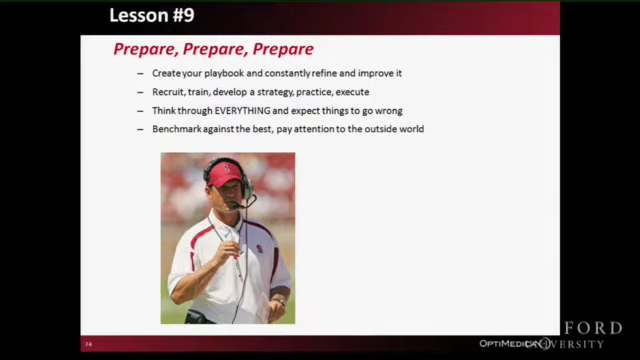 Lesson #9
Prepare, Prepare, Prepare
– Create your playbook and constantly refine and improve it
– Recruit, train, develop a strategy, practice, execute
– Think through EVERYTHING and expect things to go wrong
– Benchmark against the best, pay attention to the outside world
S
74
FORD
UNIVERSITY